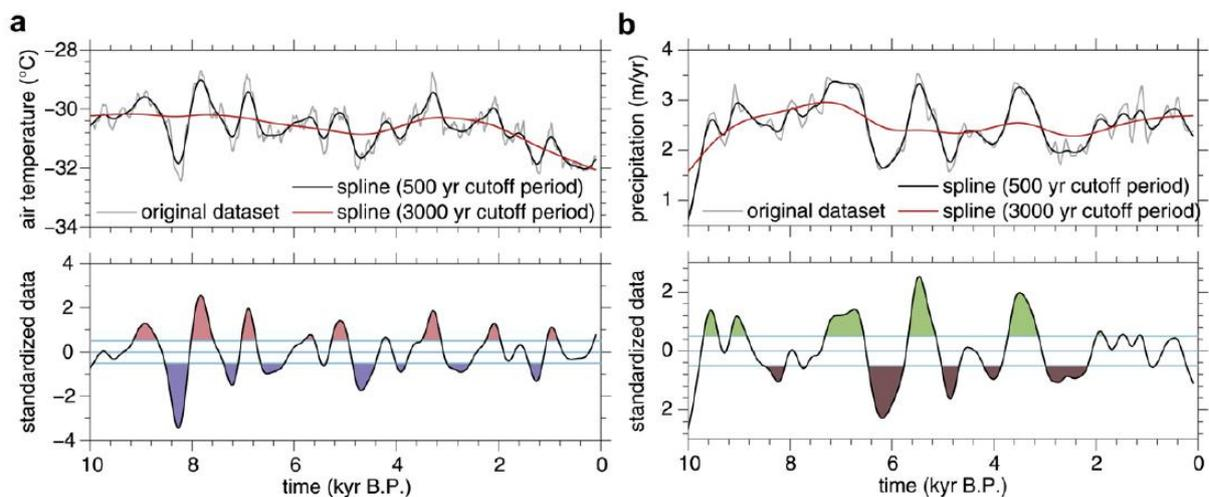 a
air temperature (°C)
−28
−30
−32
−34
spline (500 yr cutoff period)
original dataset
spline (3000 yr cutoff period)
standardized data
4
2
0
−2
−4
10
8
6
4
2
0
time (kyr B.P.)
b
precipitation (m/yr)
4
3
2
1
spline (500 yr cutoff period)
original dataset
spline (3000 yr cutoff period)
standardized data
2
0
2
10
8
6
4
2
0
time (kyr B.P.)